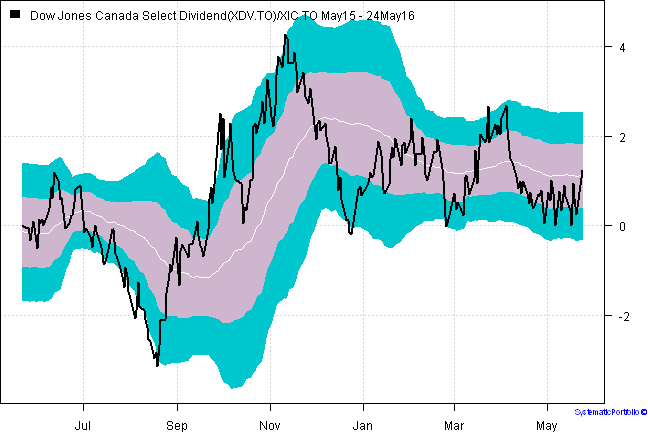 Dow Jones Canada Select Dividend(XDV.TO)/XIC.TO May15 - 24May16
4
2
0
-2
Jul Sep Nov Jan Mar May
SystematicPortfolio ©